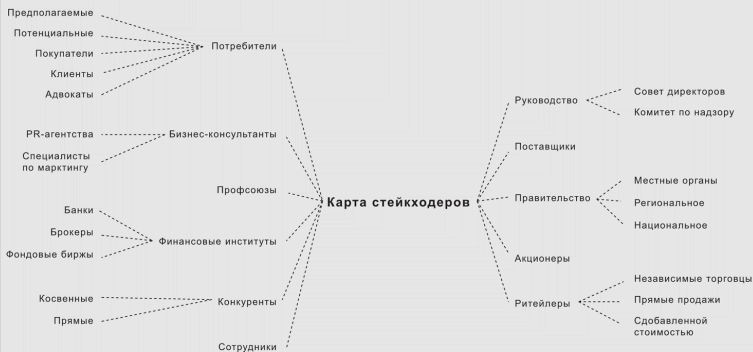 Предполагаемые
Потенциальные
Покупатели
Клиенты
Адвокаты
Потребители
PR-агентства
Специалисты
по марктингу
Бизнес-консультанты
Профсоюзы
Банки
Брокеры
Фондовые биржы
Финансовые институты
Косвенные
Прямые
Конкуренты
Сотрудники
Карта стейкходеров
Руководство
Совет директоров
Комитет по надзору
Поставщики
Правительство
Местные органы
Региональное
Национальное
Акционеры
Ритейлеры
Независимые торговцы
Прямые продажи
Сдобавленной
стоимостью